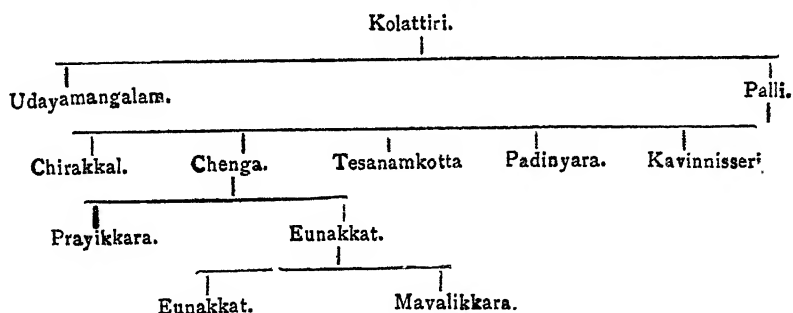 Kolattiri.
Udayamangalam. Palli.
Chirakkal. Chenga. Tesanamkotta Padinyara. Kavinnisseri.
Prayikkara. Eunakkat.
Eunakkat. Mavalikkara.